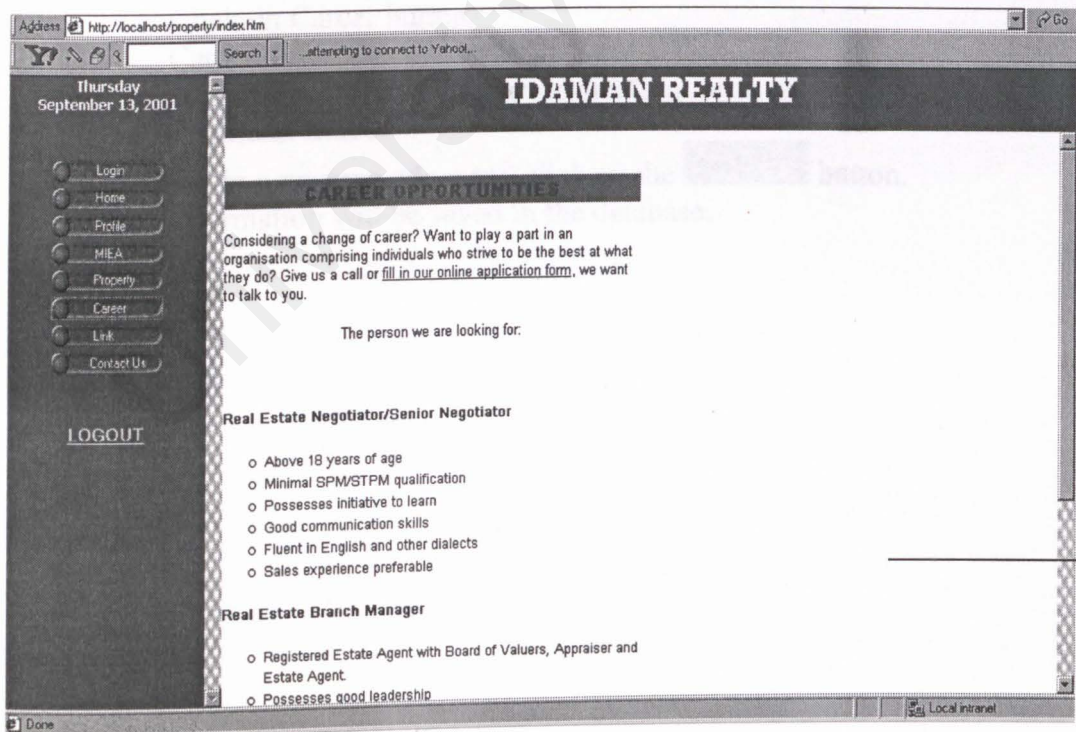 Address http://localhost/property/index.htm Go
Y! Search ...attempting to connect to Yahoo!...
Thursday
September 13, 2001
IDAMAN REALTY
Login
Home
Profile
MIEA
Property
Career
Link
Contact Us
LOGOUT
CAREER OPPORTUNITIES
Considering a change of career? Want to play a part in an
organisation comprising individuals who strive to be the best at what
they do? Give us a call or fill in our online application form, we want
to talk to you.
The person we are looking for:
Real Estate Negotiator/Senior Negotiator
Above 18 years of age
Minimal SPM/STPM qualification
Possesses initiative to learn
Good communication skills
Fluent in English and other dialects
Sales experience preferable
Real Estate Branch Manager
Registered Estate Agent with Board of Valuers, Appraiser and
Estate Agent.
Possesses good leadership
Done Local intranet